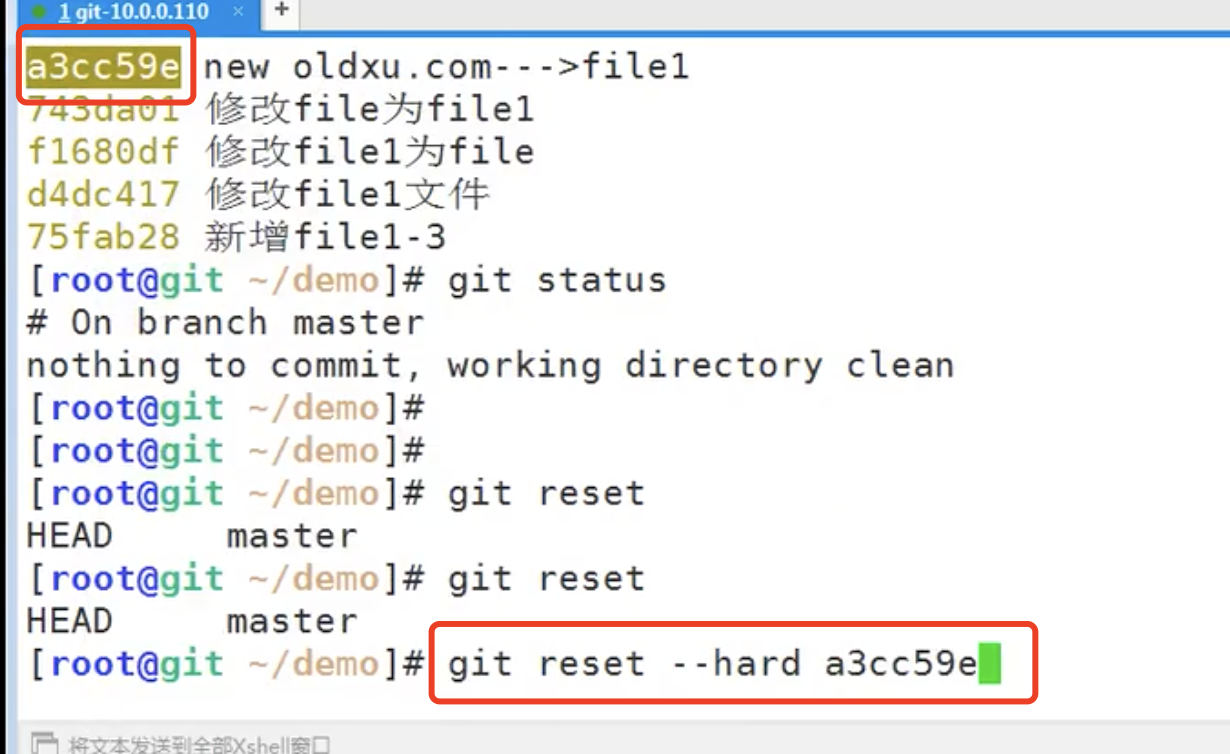 1 git-10.0.0.110 × +
a3cc59e new oldxu.com--->file1
743da01 修改file为file1
f1680df 修改file1为file
d4dc417 修改file1文件
75fab28 新增file1-3
[root@git ~/demo]# git status
# On branch master
nothing to commit, working directory clean
[root@git ~/demo]#
[root@git ~/demo]#
[root@git ~/demo]# git reset
HEAD master
[root@git ~/demo]# git reset
HEAD master
[root@git ~/demo]# git reset --hard a3cc59e
将文本发送到全部Xshell窗口